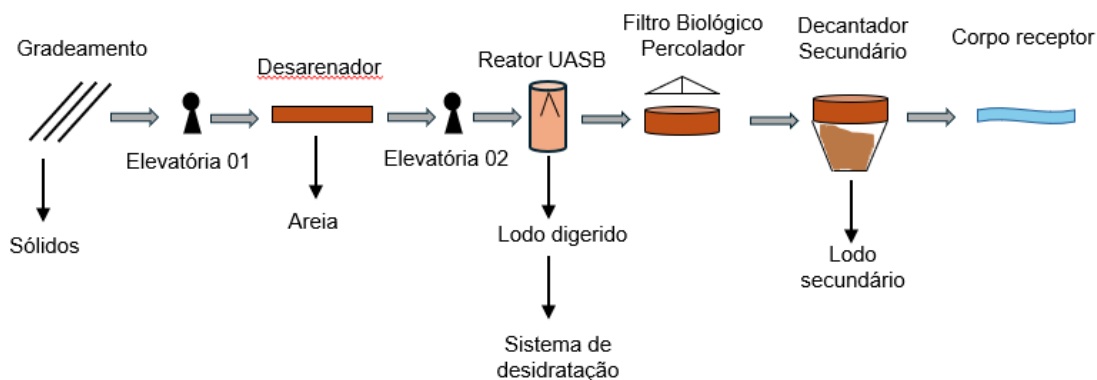 Gradeamento
Elevatória 01
Desarenador
Elevatória 02
Reator UASB
Filtro Biológico
Percolador
Decantador
Secundário
Corpo receptor
Sólidos
Areia
Lodo digerido
Lodo
secundário
Sistema de
desidratação